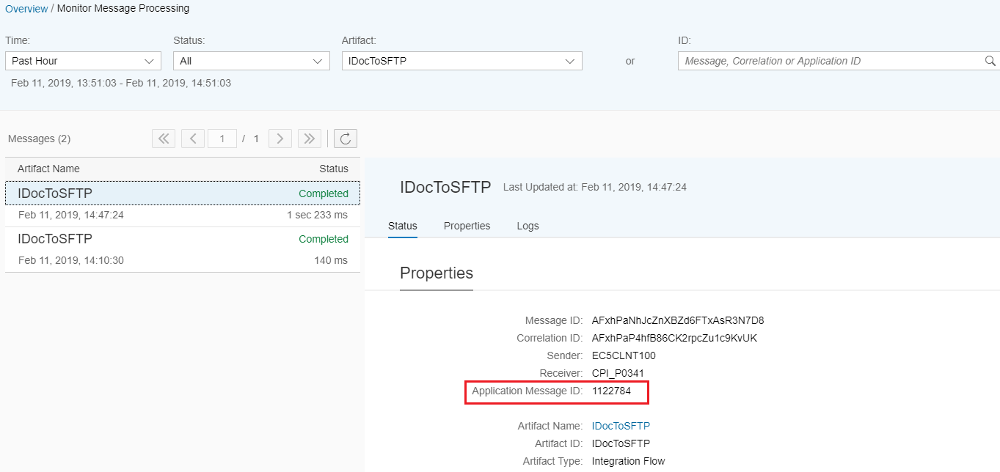 Overview / Monitor Message Processing
Time: Status: Artifact: ID:
Past Hour All IDocToSFTP or Message, Correlation or Application ID
Feb 11, 2019, 13:51:03 - Feb 11, 2019, 14:51:03
Messages (2) 1 / 1
Artifact Name Status
IDocToSFTP Completed
Feb 11, 2019, 14:47:24 1 sec 233 ms
IDocToSFTP Completed
Feb 11, 2019, 14:10:30 140 ms
IDocToSFTP Last Updated at: Feb 11, 2019, 14:47:24
Status Properties Logs
Properties
Message ID: AFxhPaNhJcZnXBZd6FTxAsR3N7D8
Correlation ID: AFxhPaP4hfB86CK2rpcZu1c9KvUK
Sender: EC5CLNT100
Receiver: CPI_P0341
Application Message ID: 1122784
Artifact Name: IDocToSFTP
Artifact ID: IDocToSFTP
Artifact Type: Integration Flow